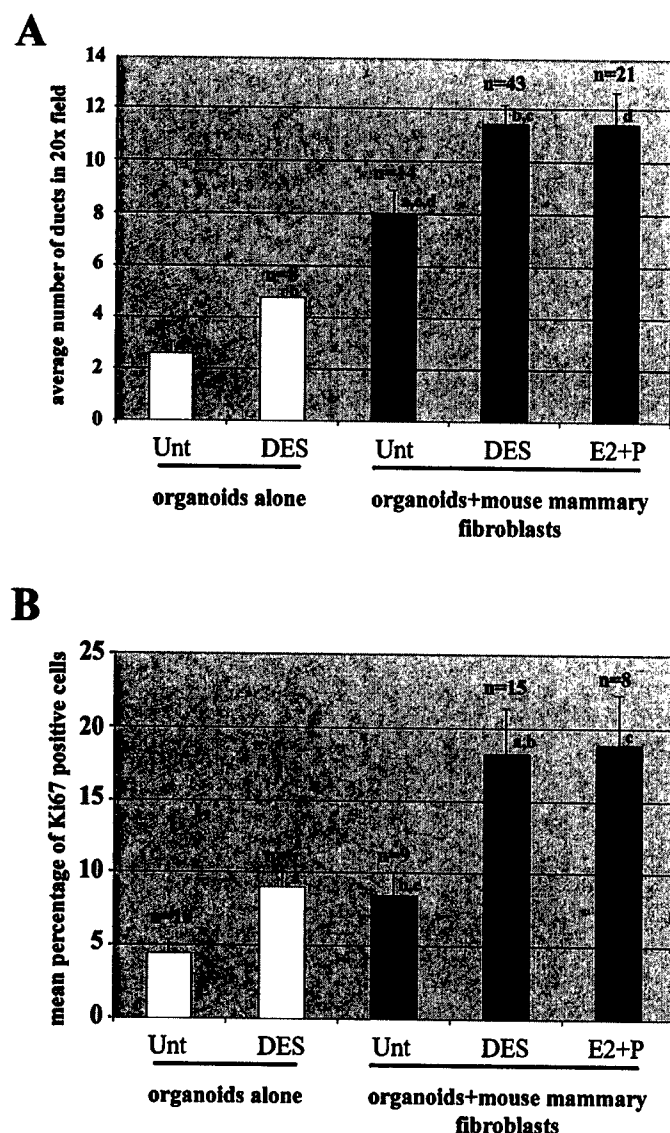 A
14
12
10
8
6
4
2
0
average number of ducts in 20x field
n=43
n=21
b,c
d
a,c,d
Unt DES Unt DES E2+P
organoids alone
organoids+mouse mammary
fibroblasts
B
25
20
15
10
5
0
mean percentage of Ki67 positive cells
n=15
n=8
a,b
c
b,c
Unt DES Unt DES E2+P
organoids alone
organoids+mouse mammary
fibroblasts